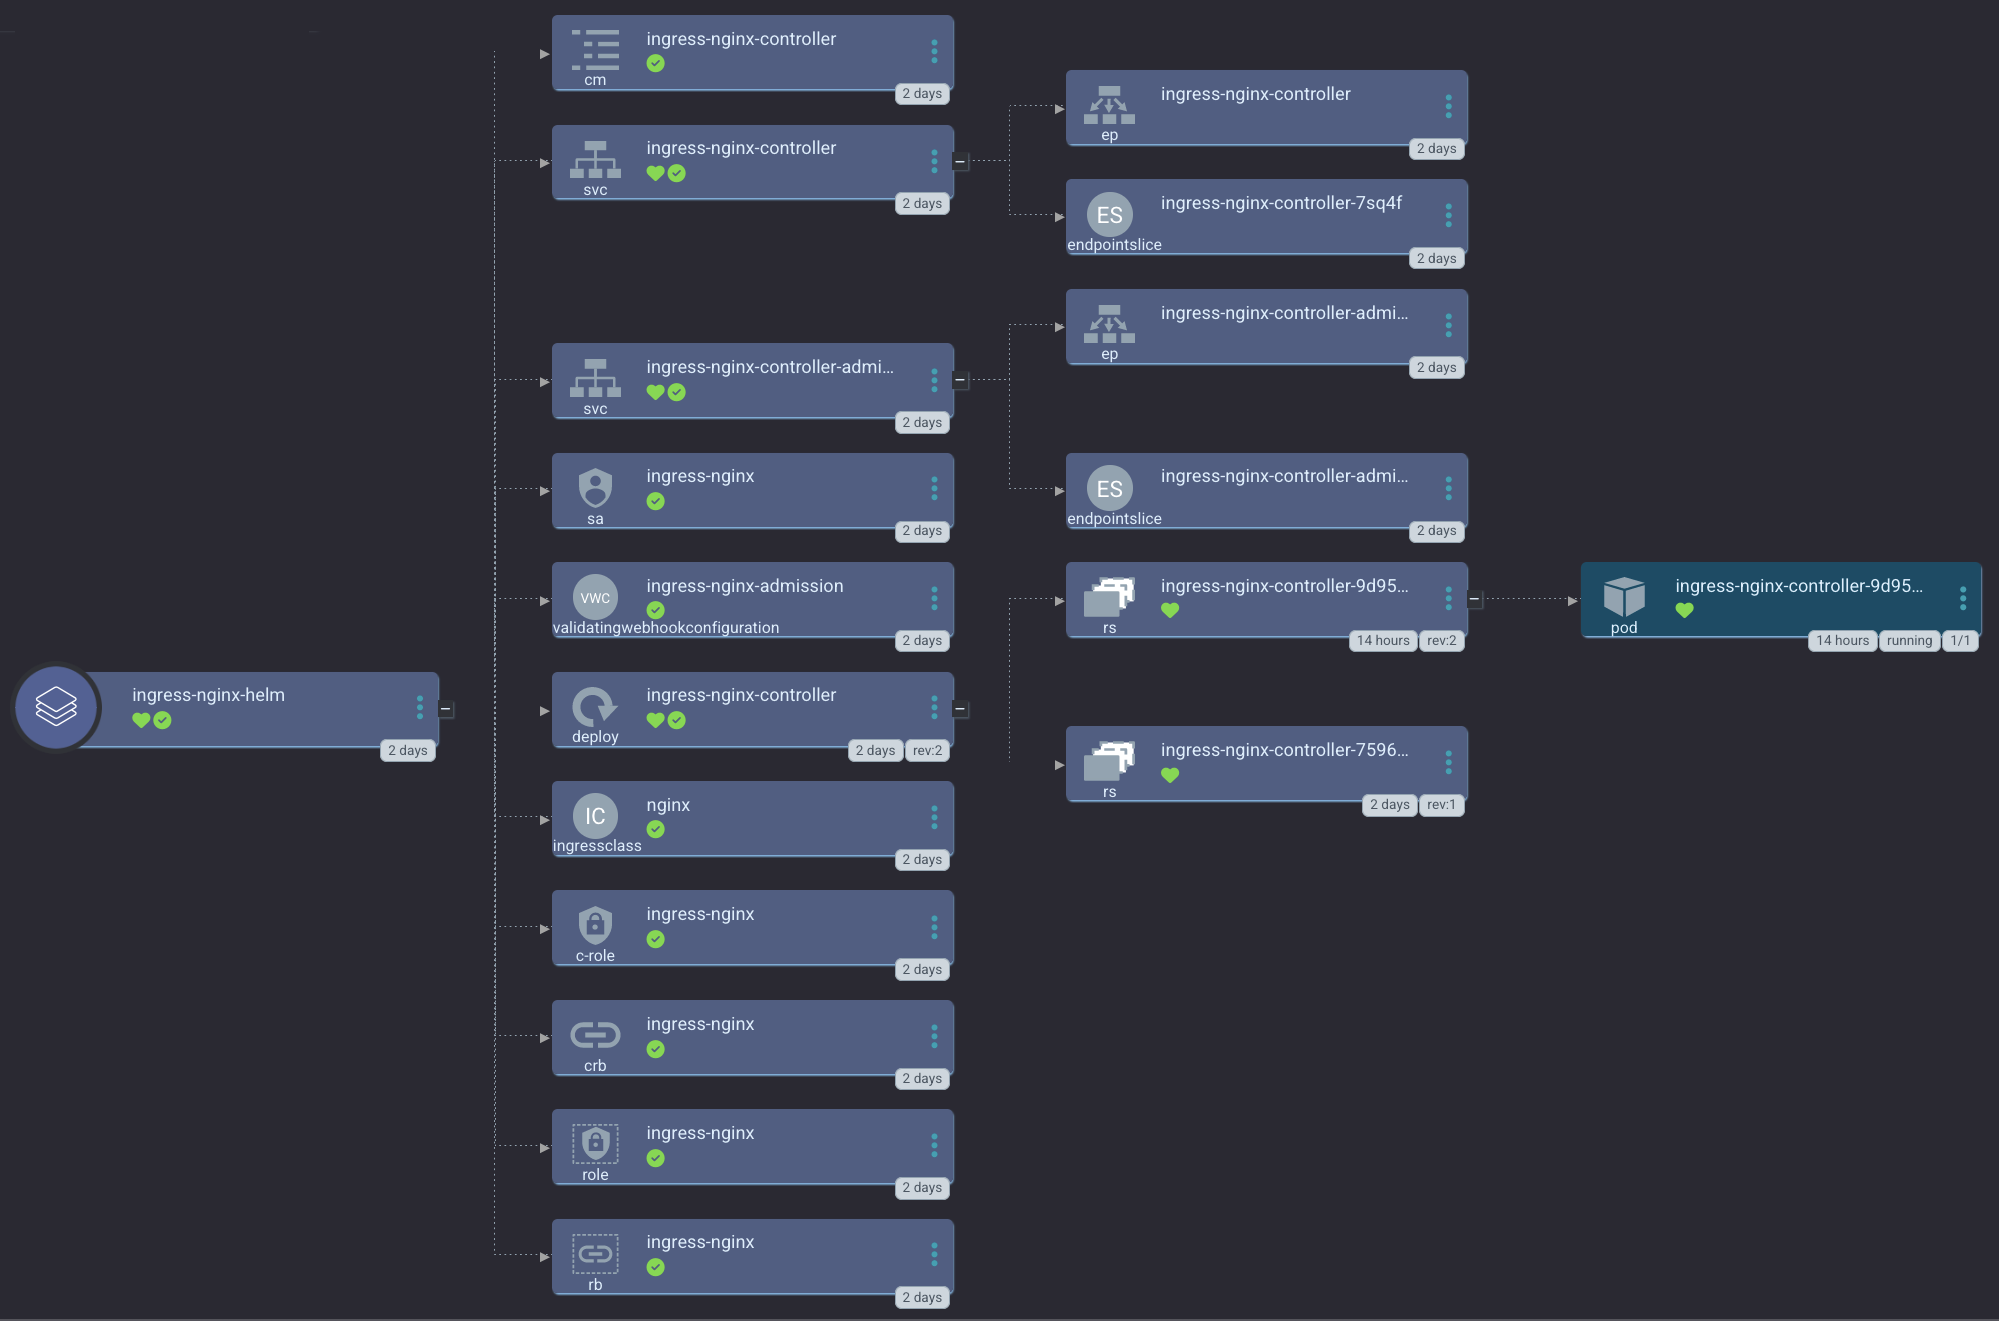 ingress-nginx-helm
2 days
ingress-nginx-controller
cm
2 days
ingress-nginx-controller
svc
2 days
ingress-nginx-controller-admi...
svc
2 days
ingress-nginx
sa
2 days
ingress-nginx-admission
VWC
validatingwebhookconfiguration
2 days
ingress-nginx-controller
deploy
2 days rev:2
nginx
IC
ingressclass
2 days
ingress-nginx
c-role
2 days
ingress-nginx
crb
2 days
ingress-nginx
role
2 days
ingress-nginx
rb
2 days
ingress-nginx-controller
ep
2 days
ingress-nginx-controller-7sq4f
ES
endpointslice
2 days
ingress-nginx-controller-admi...
ep
2 days
ingress-nginx-controller-admi...
ES
endpointslice
2 days
ingress-nginx-controller-9d95...
rs
14 hours rev:2
ingress-nginx-controller-7596...
rs
2 days rev:1
ingress-nginx-controller-9d95...
pod
14 hours running 1/1